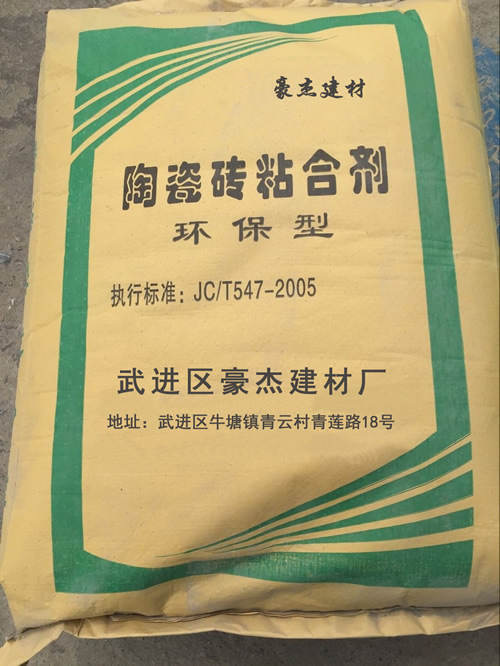 豪杰建材
陶瓷砖粘合剂
环保型
执行标准：JC/T547-2005
武进区豪杰建材厂
地址：武进区牛塘镇青云村青莲路18号